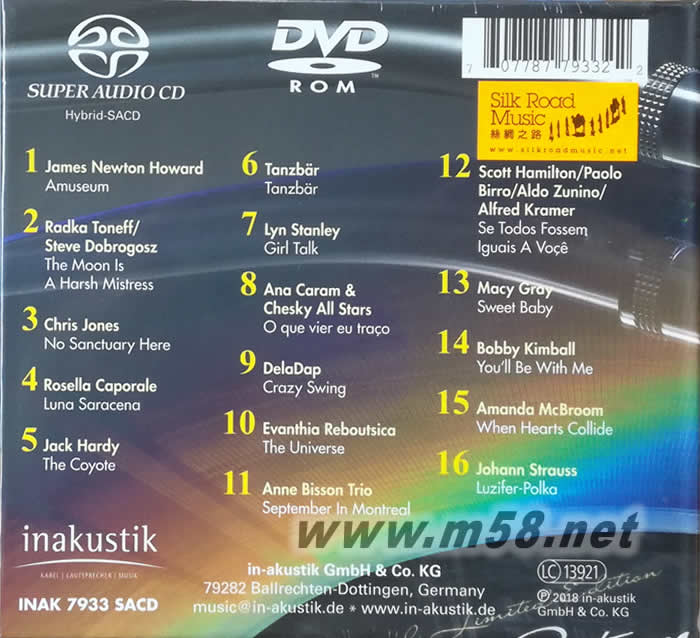 SUPER AUDIO CD
Hybrid-SACD
DVD
ROM
7 07787 79332 2
Silk Road
Music
絲綢之路
www.silkroadmusic.net
1 James Newton Howard
Amuseum
2 Radka Toneff/
Steve Dobrogosz
The Moon Is
A Harsh Mistress
3 Chris Jones
No Sanctuary Here
4 Rosella Caporale
Luna Saracena
5 Jack Hardy
The Coyote
6 Tanzbär
Tanzbär
7 Lyn Stanley
Girl Talk
8 Ana Caram &
Chesky All Stars
O que vier eu traço
9 DelaDap
Crazy Swing
10 Evanthia Reboutsica
The Universe
11 Anne Bisson Trio
September In Montreal
12 Scott Hamilton/Paolo
Birro/Aldo Zunino/
Alfred Kramer
Se Todos Fossem
Iguais A Voçê
13 Macy Gray
Sweet Baby
14 Bobby Kimball
You'll Be With Me
15 Amanda McBroom
When Hearts Collide
16 Johann Strauss
Luzifer-Polka
www.m58.net
inakustik
KABEL | LAUTSPRECHER | MUSIK
INAK 7933 SACD
in-akustik GmbH & Co. KG
79282 Ballrechten-Dottingen, Germany
music@in-akustik.de * www.in-akustik.de
LC 13921
℗ 2018 in-akustik
GmbH & Co. KG
Limited Edition